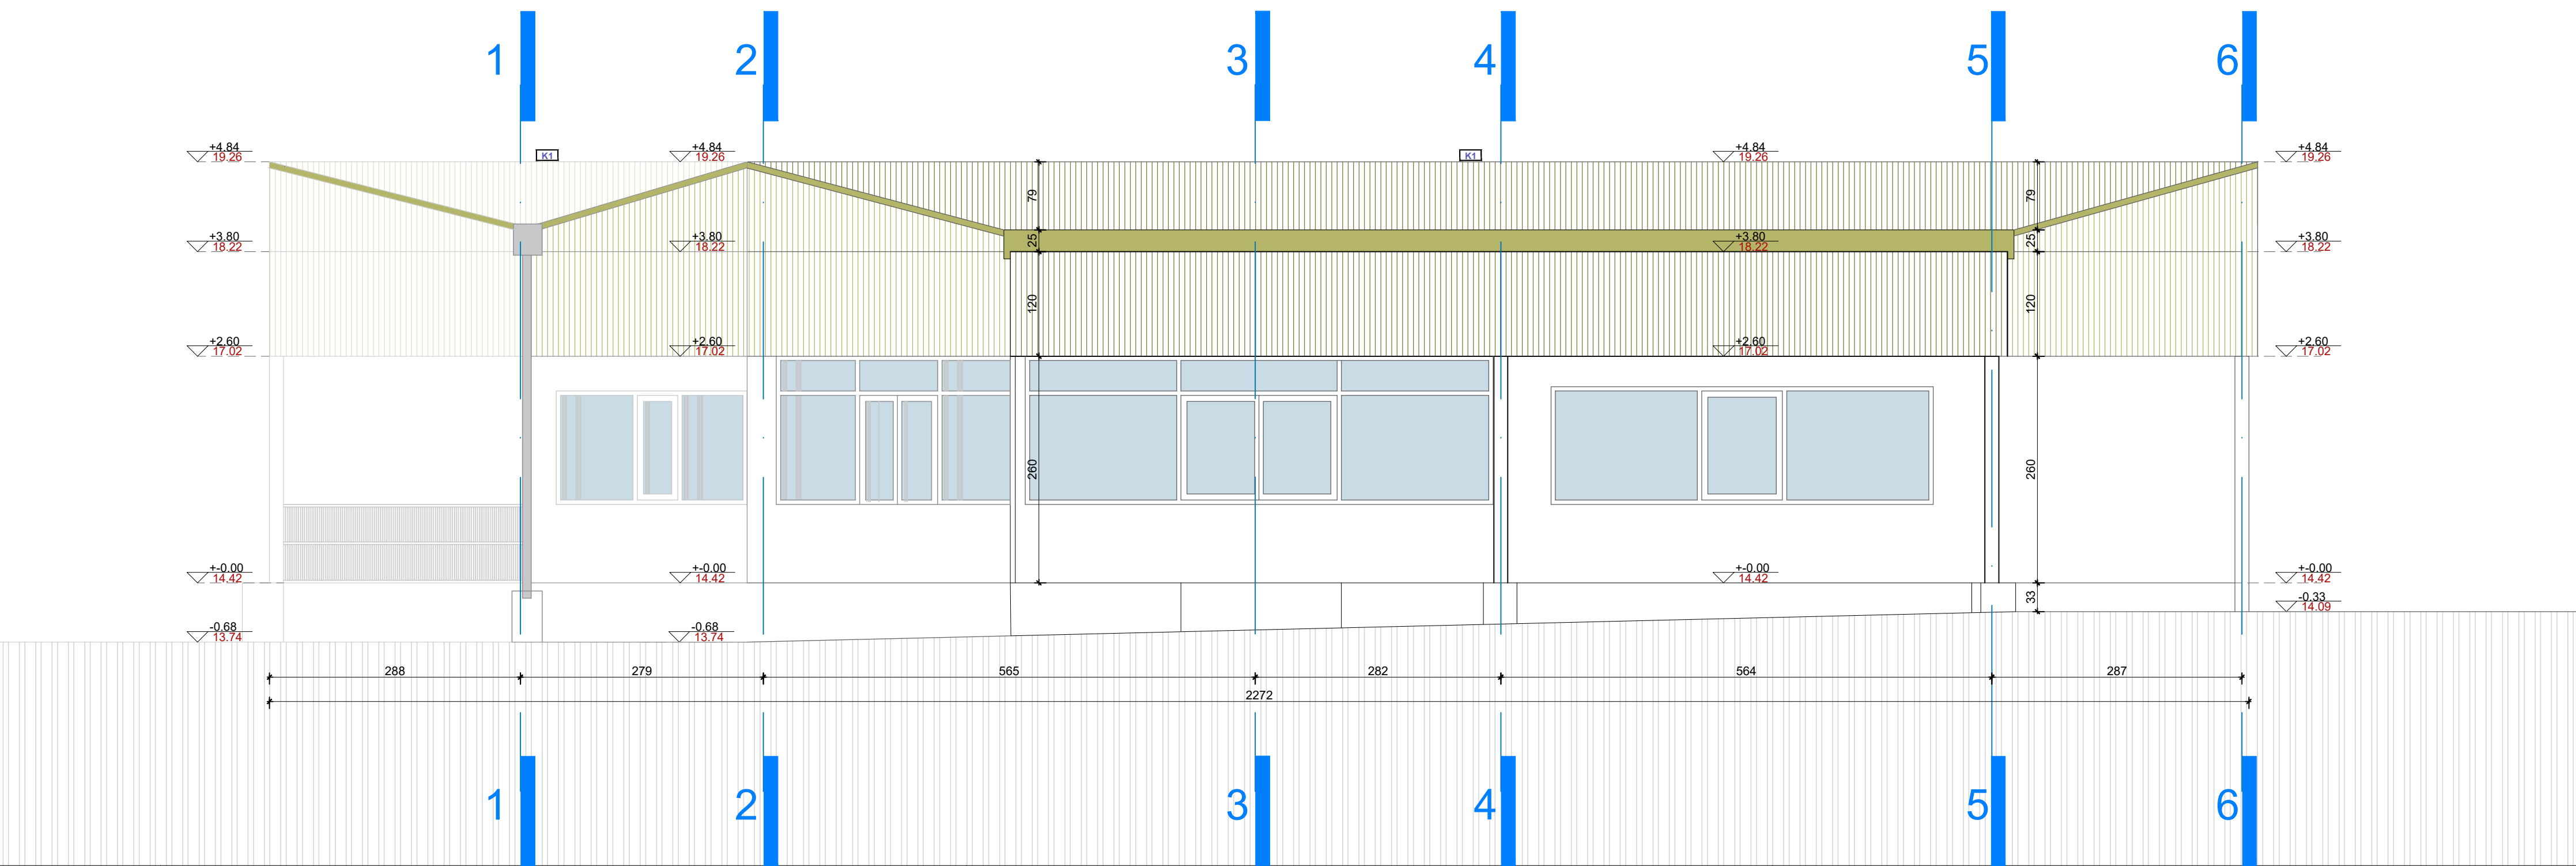 1 2 3 4 5 6
K1 K1
+4.84 +4.84 +4.84 +4.84
19.26 19.26 19.26 19.26
79 79
+3.80 +3.80 +3.80 +3.80
18.22 18.22 18.22 18.22
25 25
120 120
+2.60 +2.60 +2.60 +2.60
17.02 17.02 17.02 17.02
260 260
+-0.00 +-0.00 +-0.00 +-0.00
14.42 14.42 14.42 14.42
33 -0.33
14.09
-0.68 -0.68
13.74 13.74
288 279 565 282 564 287
2272
1 2 3 4 5 6